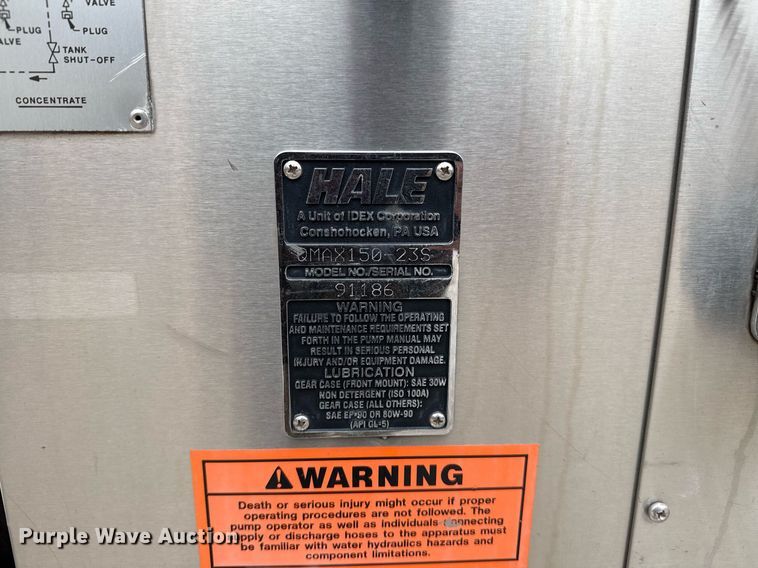 VALVE
PLUG
PLUG
ALVE
TANK
SHUT-OFF
CONCENTRATE
HALE
A Unit of IDEX Corporation
Conshohocken, PA USA
QMAX150-23S
MODEL NO./SERIAL NO.
91186
WARNING
FAILURE TO FOLLOW THE OPERATING
AND MAINTENANCE REQUIREMENTS SET
FORTH IN THE PUMP MANUAL MAY
RESULT IN SERIOUS PERSONAL
INJURY AND/OR EQUIPMENT DAMAGE.
LUBRICATION
GEAR CASE (FRONT MOUNT): SAE 30W
NON DETERGENT (ISO 100A)
GEAR CASE (ALL OTHERS):
SAE EP-90 OR 80W-90
(API GL-5)
WARNING
Death or serious injury might occur if proper
operating procedures are not followed. The
pump operator as well as individuals connecting
supply or discharge hoses to the apparatus must
be familiar with water hydraulics hazards and
component limitations.
Purple Wave Auction